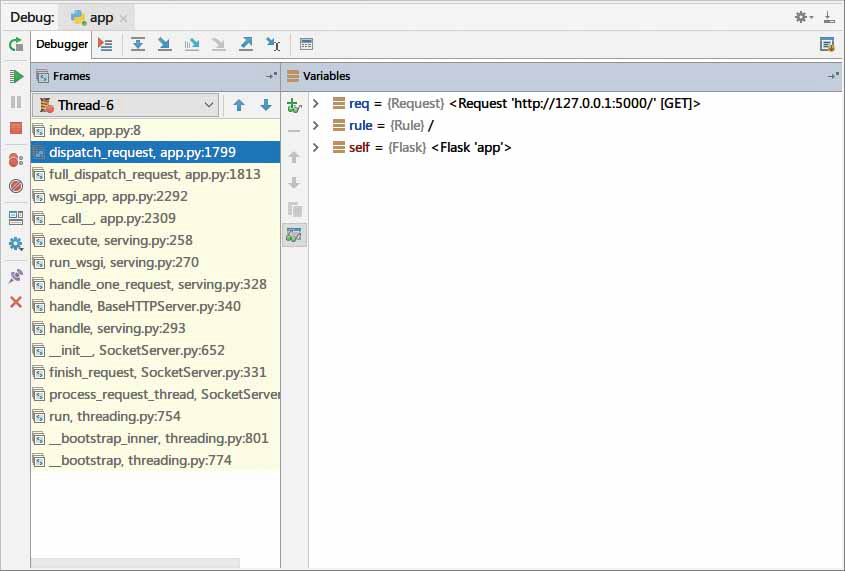 Debug: app
Debugger
Frames
Variables
Thread-6
index, app.py:8
dispatch_request, app.py:1799
full_dispatch_request, app.py:1813
wsgi_app, app.py:2292
__call__, app.py:2309
execute, serving.py:258
run_wsgi, serving.py:270
handle_one_request, serving.py:328
handle, BaseHTTPServer.py:340
handle, serving.py:293
__init__, SocketServer.py:652
finish_request, SocketServer.py:331
process_request_thread, SocketServer
run, threading.py:754
__bootstrap_inner, threading.py:801
__bootstrap, threading.py:774
req = {Request} <Request 'http://127.0.0.1:5000/' [GET]>
rule = {Rule} /
self = {Flask} <Flask 'app'>